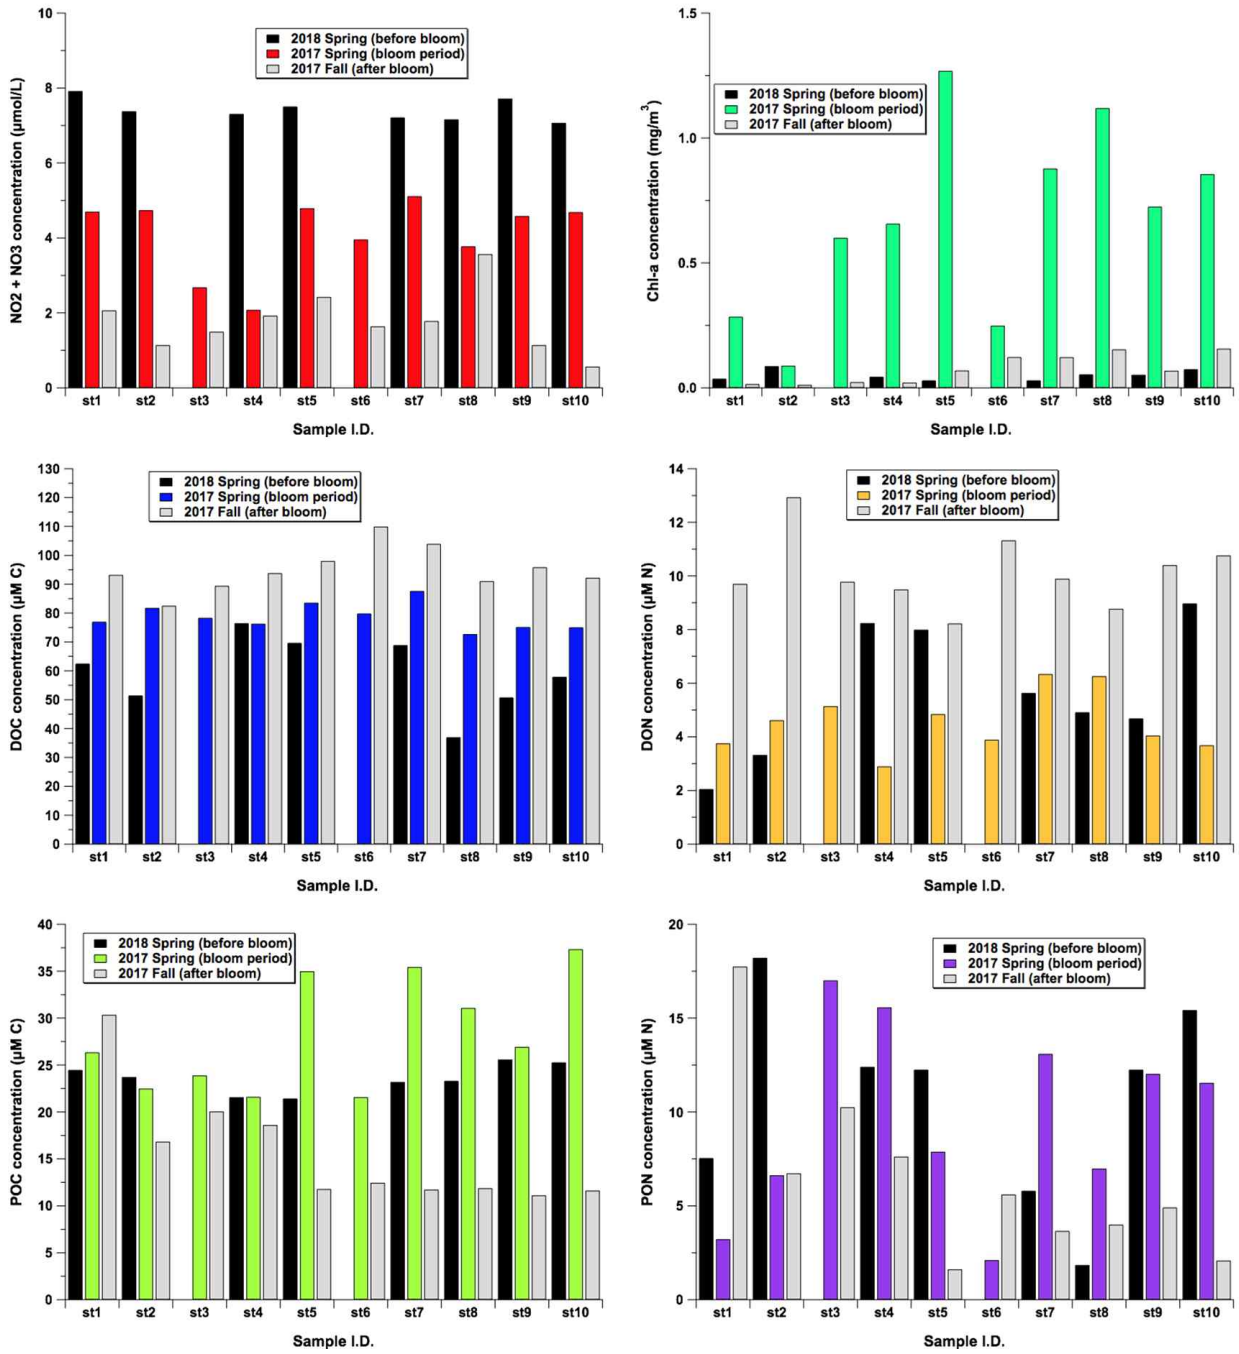 10
8
6
4
2
0
NO2 + NO3 concentration (µmol/L)
2018 Spring (before bloom)
2017 Spring (bloom period)
2017 Fall (after bloom)
st1 st2 st3 st4 st5 st6 st7 st8 st9 st10
Sample I.D.
1.5
1.0
0.5
0.0
Chl-a concentration (mg/m³)
2018 Spring (before bloom)
2017 Spring (bloom period)
2017 Fall (after bloom)
st1 st2 st3 st4 st5 st6 st7 st8 st9 st10
Sample I.D.
130
120
110
100
90
80
70
60
50
40
30
20
10
0
DOC concentration (µM C)
2018 Spring (before bloom)
2017 Spring (bloom period)
2017 Fall (after bloom)
st1 st2 st3 st4 st5 st6 st7 st8 st9 st10
Sample I.D.
14
12
10
8
6
4
2
0
DON concentration (µM N)
2018 Spring (before bloom)
2017 Spring (bloom period)
2017 Fall (after bloom)
st1 st2 st3 st4 st5 st6 st7 st8 st9 st10
Sample I.D.
40
35
30
25
20
15
10
5
0
POC concentration (µM C)
2018 Spring (before bloom)
2017 Spring (bloom period)
2017 Fall (after bloom)
st1 st2 st3 st4 st5 st6 st7 st8 st9 st10
Sample I.D.
20
15
10
5
0
PON concentration (µM N)
2018 Spring (before bloom)
2017 Spring (bloom period)
2017 Fall (after bloom)
st1 st2 st3 st4 st5 st6 st7 st8 st9 st10
Sample I.D.